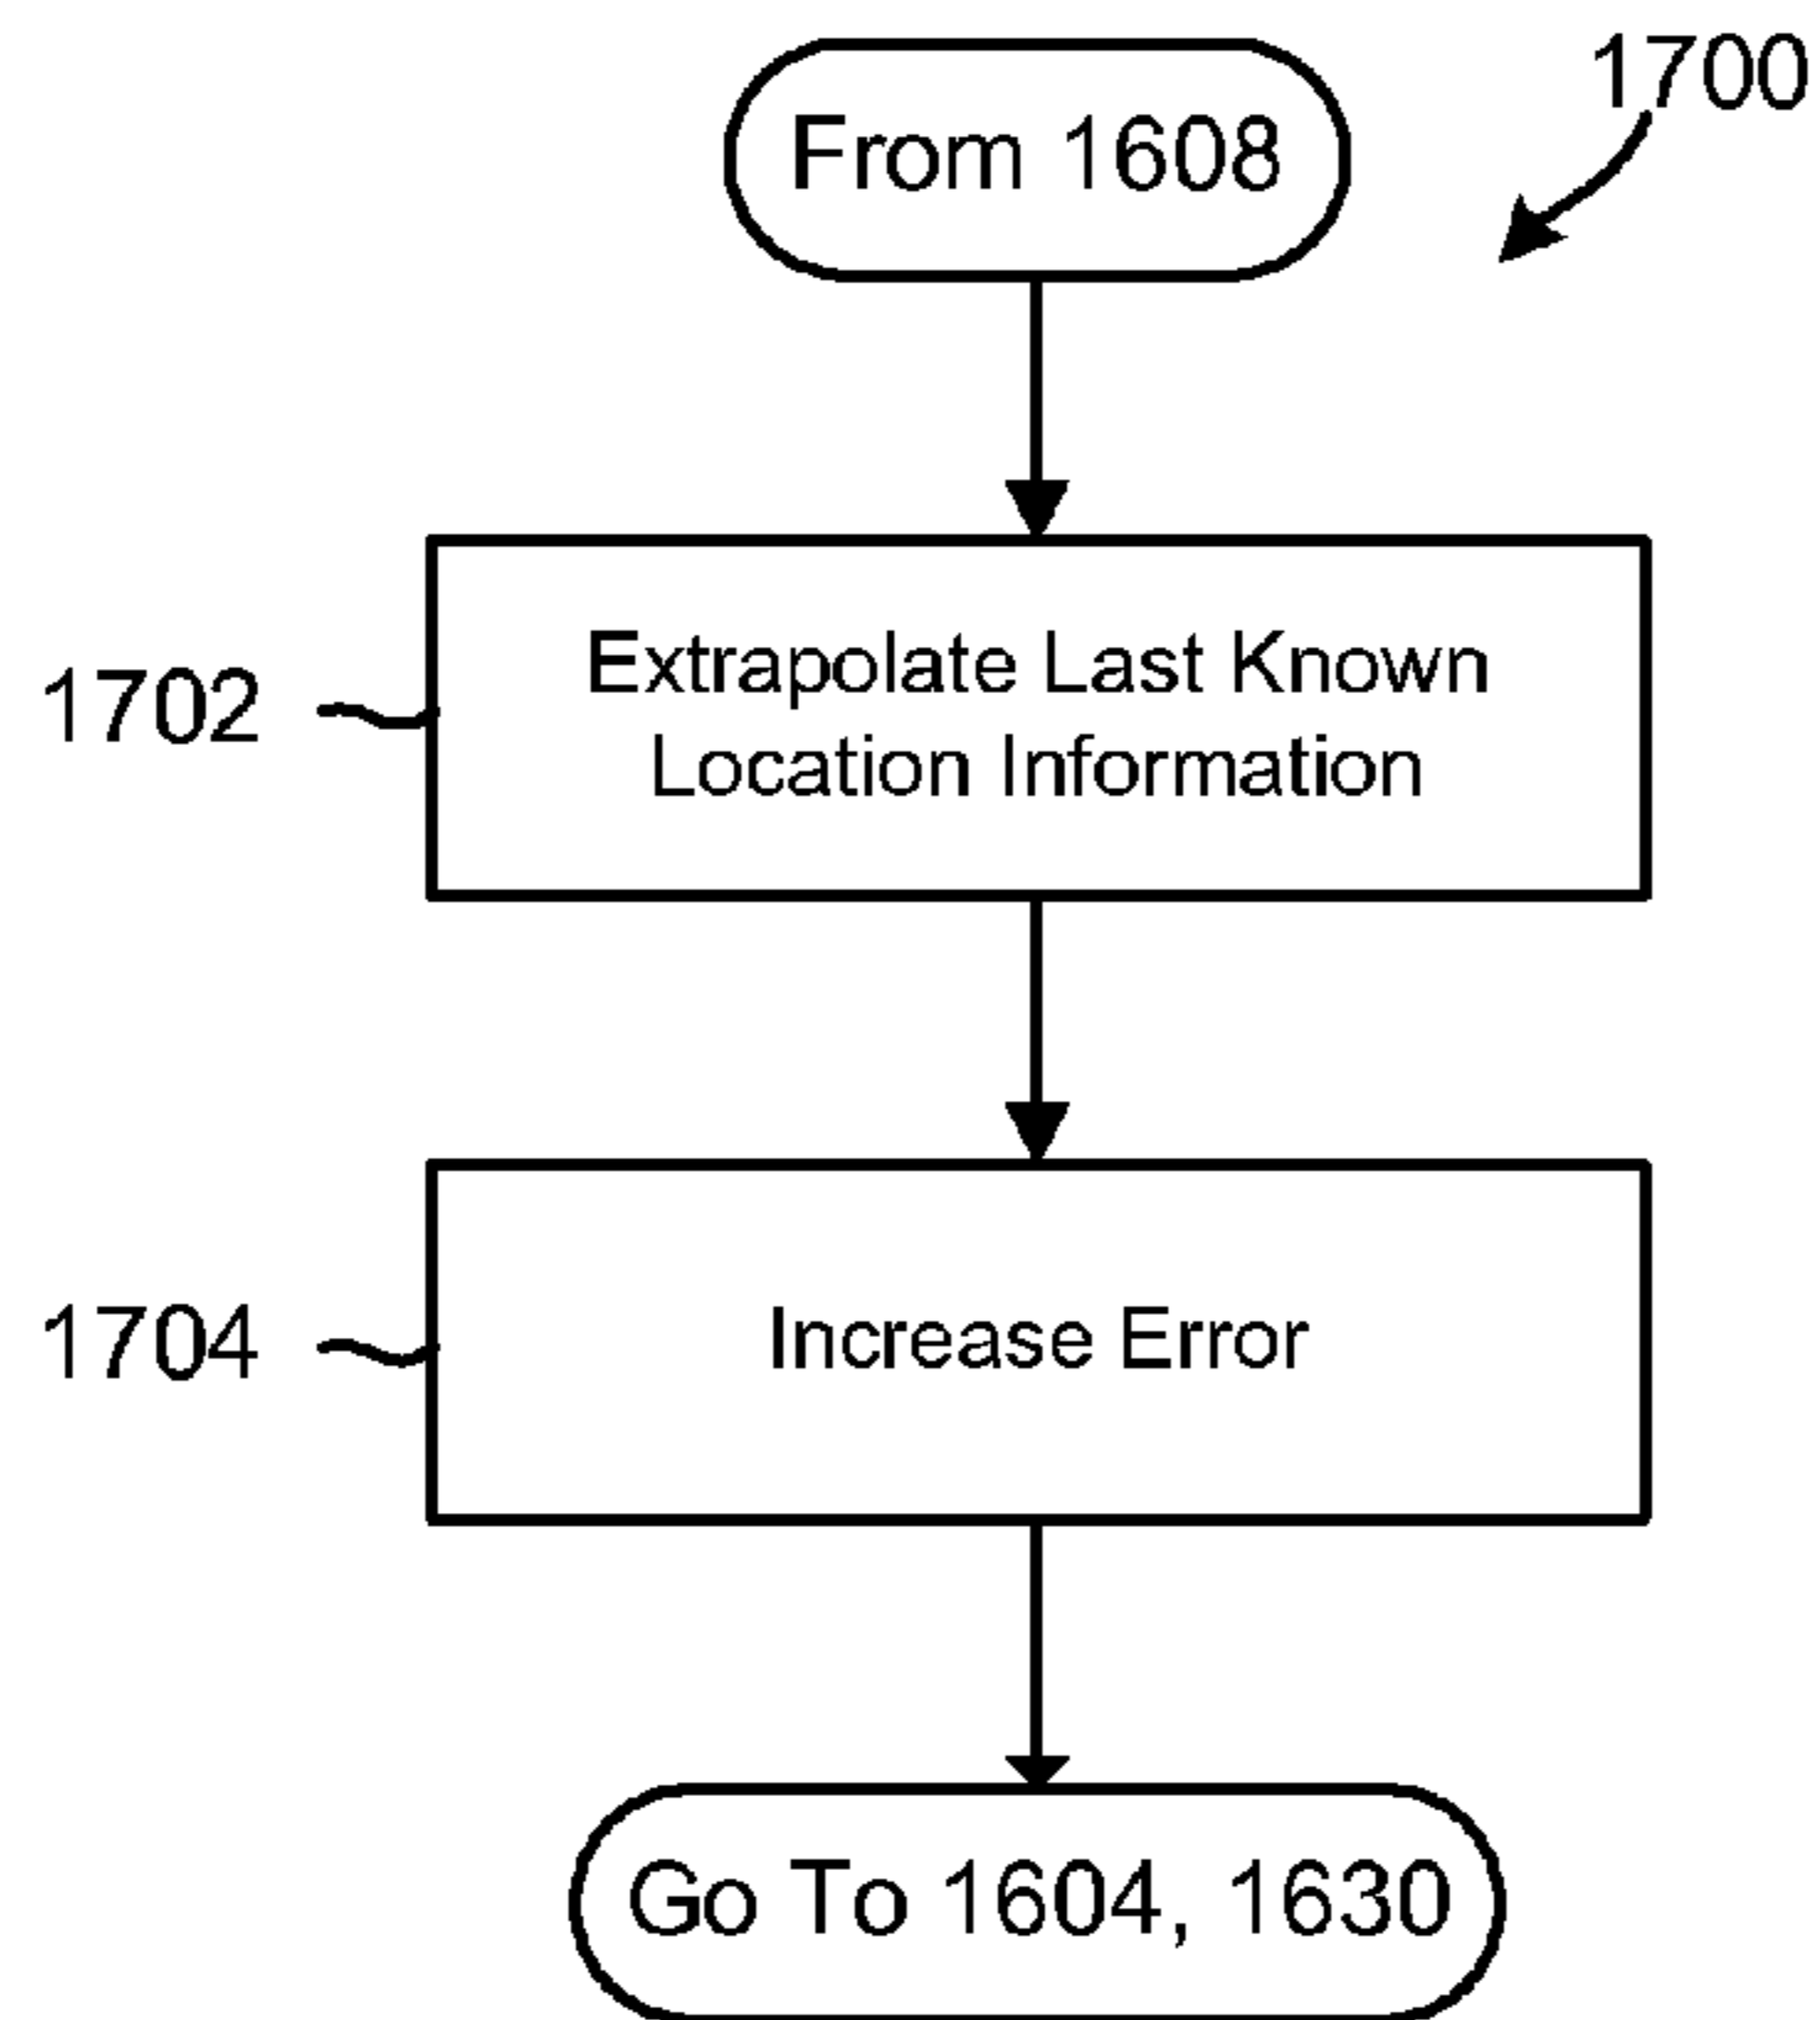 1700
From 1608
1702
Extrapolate Last Known
Location Information
1704
Increase Error
Go To 1604, 1630